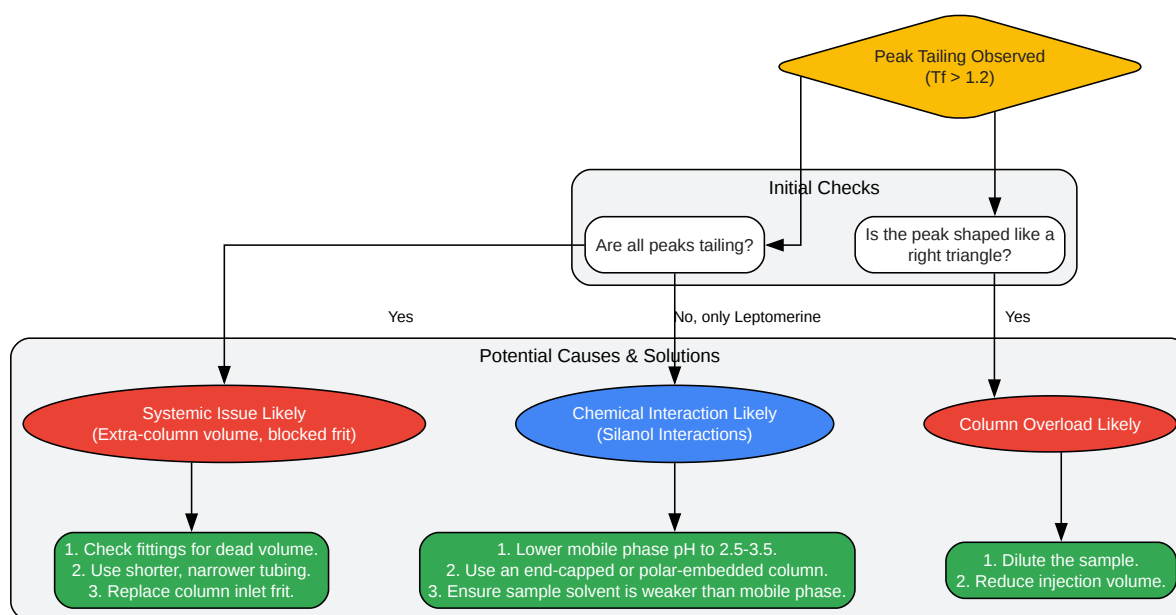 Peak Tailing Observed
(Tf > 1.2)
Initial Checks
Are all peaks tailing?
Is the peak shaped like a
right triangle?
Yes
No, only Leptomerine
Yes
Potential Causes & Solutions
Systemic Issue Likely
(Extra-column volume, blocked frit)
Chemical Interaction Likely
(Silanol Interactions)
Column Overload Likely
1. Check fittings for dead volume.
2. Use shorter, narrower tubing.
3. Replace column inlet frit.
1. Lower mobile phase pH to 2.5-3.5.
2. Use an end-capped or polar-embedded column.
3. Ensure sample solvent is weaker than mobile phase.
1. Dilute the sample.
2. Reduce injection volume.